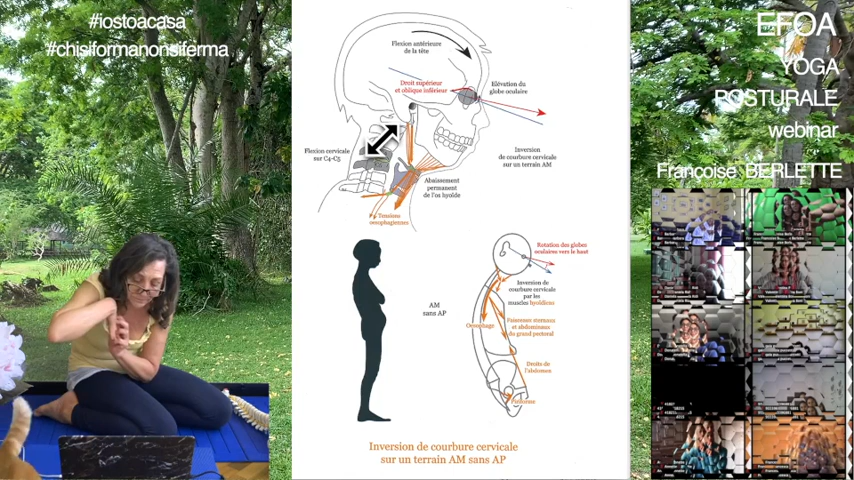 #iostoacasa
#chisiformanonsiferma
Flexion antérieure
de la tête
Droit supérieur
et oblique inférieur
Elévation du
globe oculaire
Flexion cervicale
sur C4-C5
Inversion
de courbure cervicale
sur un terrain AM
Abaissement
permanent
de l'os hyoïde
Tensions
oesophagiennes
Rotation des globes
oculaires vers le haut
AM
sans AP
Inversion de
courbure cervicale
par les
muscles hyoïdiens
Oesophage
Faisceaux sternaux
et abdominaux
du grand pectoral
Droits de
l'abdomen
Piriforme
Inversion de courbure cervicale
sur un terrain AM sans AP
EFOA
YOGA
POSTURALE
webinar
Françoise BERLETTE